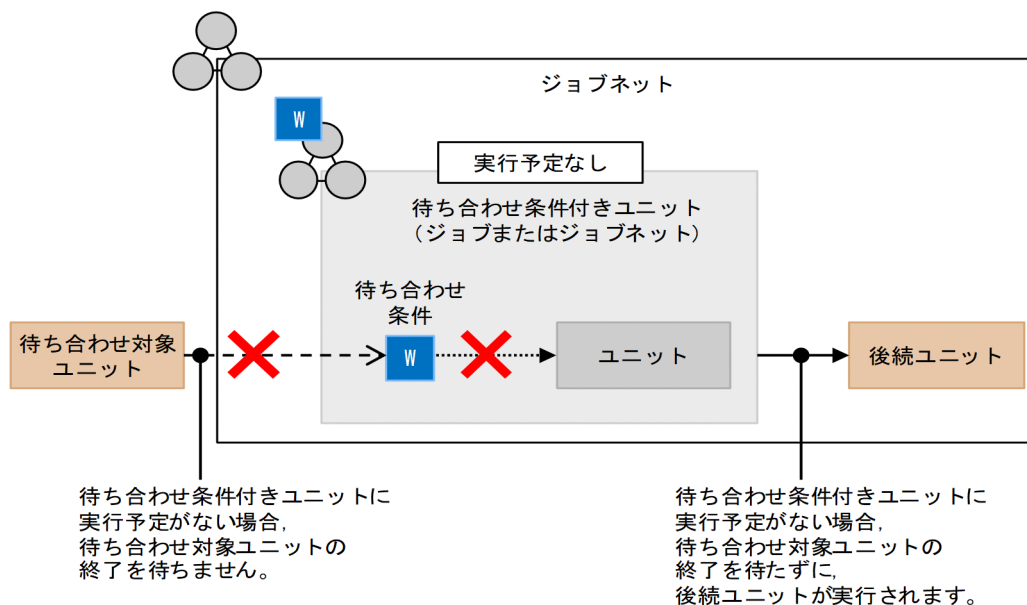 ジョブネット
W
実行予定なし
待ち合わせ条件付きユニット
（ジョブまたはジョブネット）
待ち合わせ
条件
待ち合わせ対象
ユニット
W
ユニット
後続ユニット
待ち合わせ条件付きユニットに
実行予定がない場合，
待ち合わせ対象ユニットの
終了を待ちません。
待ち合わせ条件付きユニットに
実行予定がない場合，
待ち合わせ対象ユニットの
終了を待たずに，
後続ユニットが実行されます。